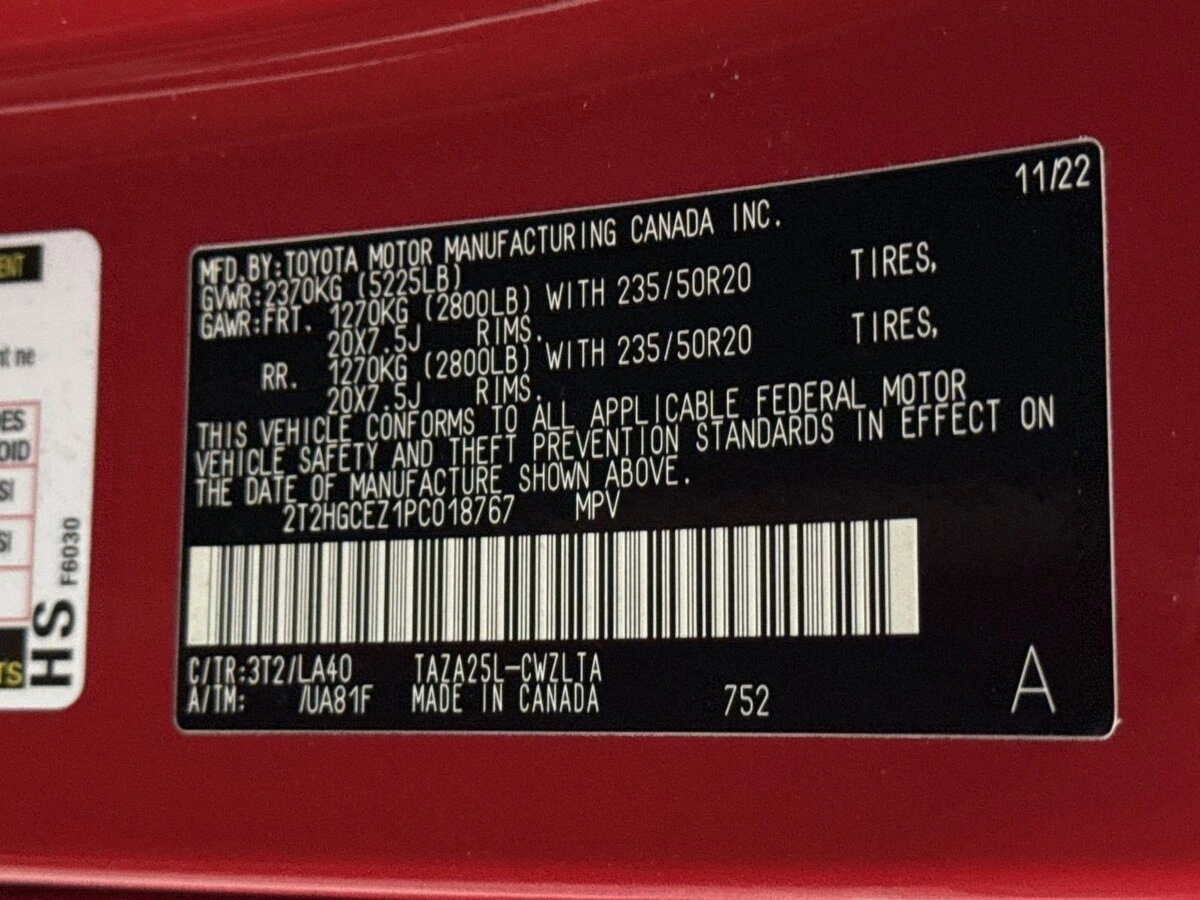 11/22
MFD.BY:TOYOTA MOTOR MANUFACTURING CANADA INC.
GVWR:2370KG (5225LB)
GAWR:FRT. 1270KG (2800LB) WITH 235/50R20 TIRES,
20X7.5J RIMS.
RR. 1270KG (2800LB) WITH 235/50R20 TIRES,
20X7.5J RIMS.
THIS VEHICLE CONFORMS TO ALL APPLICABLE FEDERAL MOTOR
VEHICLE SAFETY AND THEFT PREVENTION STANDARDS IN EFFECT ON
THE DATE OF MANUFACTURE SHOWN ABOVE.
2T2HGCEZ1PC018767 MPV
C/TR:3T2/LA40 TAZA25L-CWZLTA
A/TM: /UA81F MADE IN CANADA 752 A
HS F6030